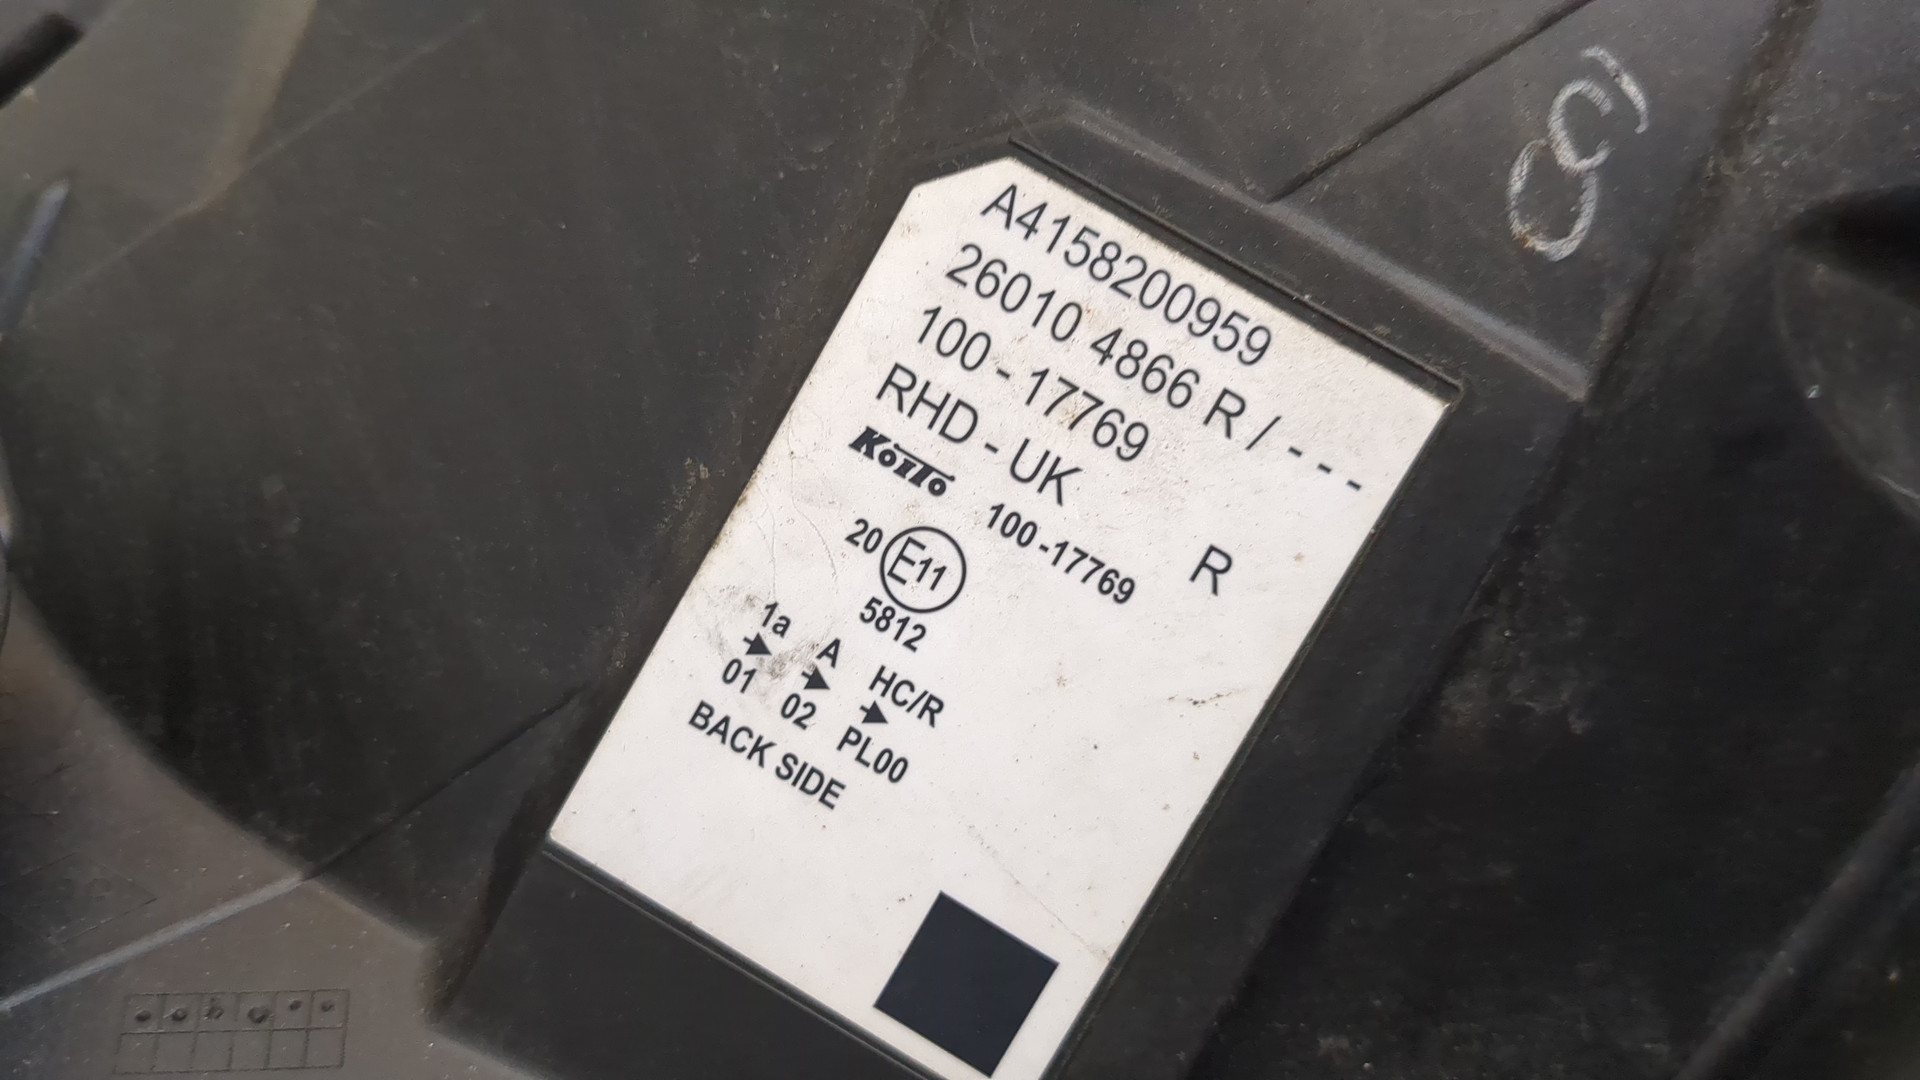 A4158200959
26010 4866 R / - - -
100 - 17769
RHD - UK
KoiTo 100 -17769 R
20 E11
5812
1a A HC/R
01 02 PL00
BACK SIDE